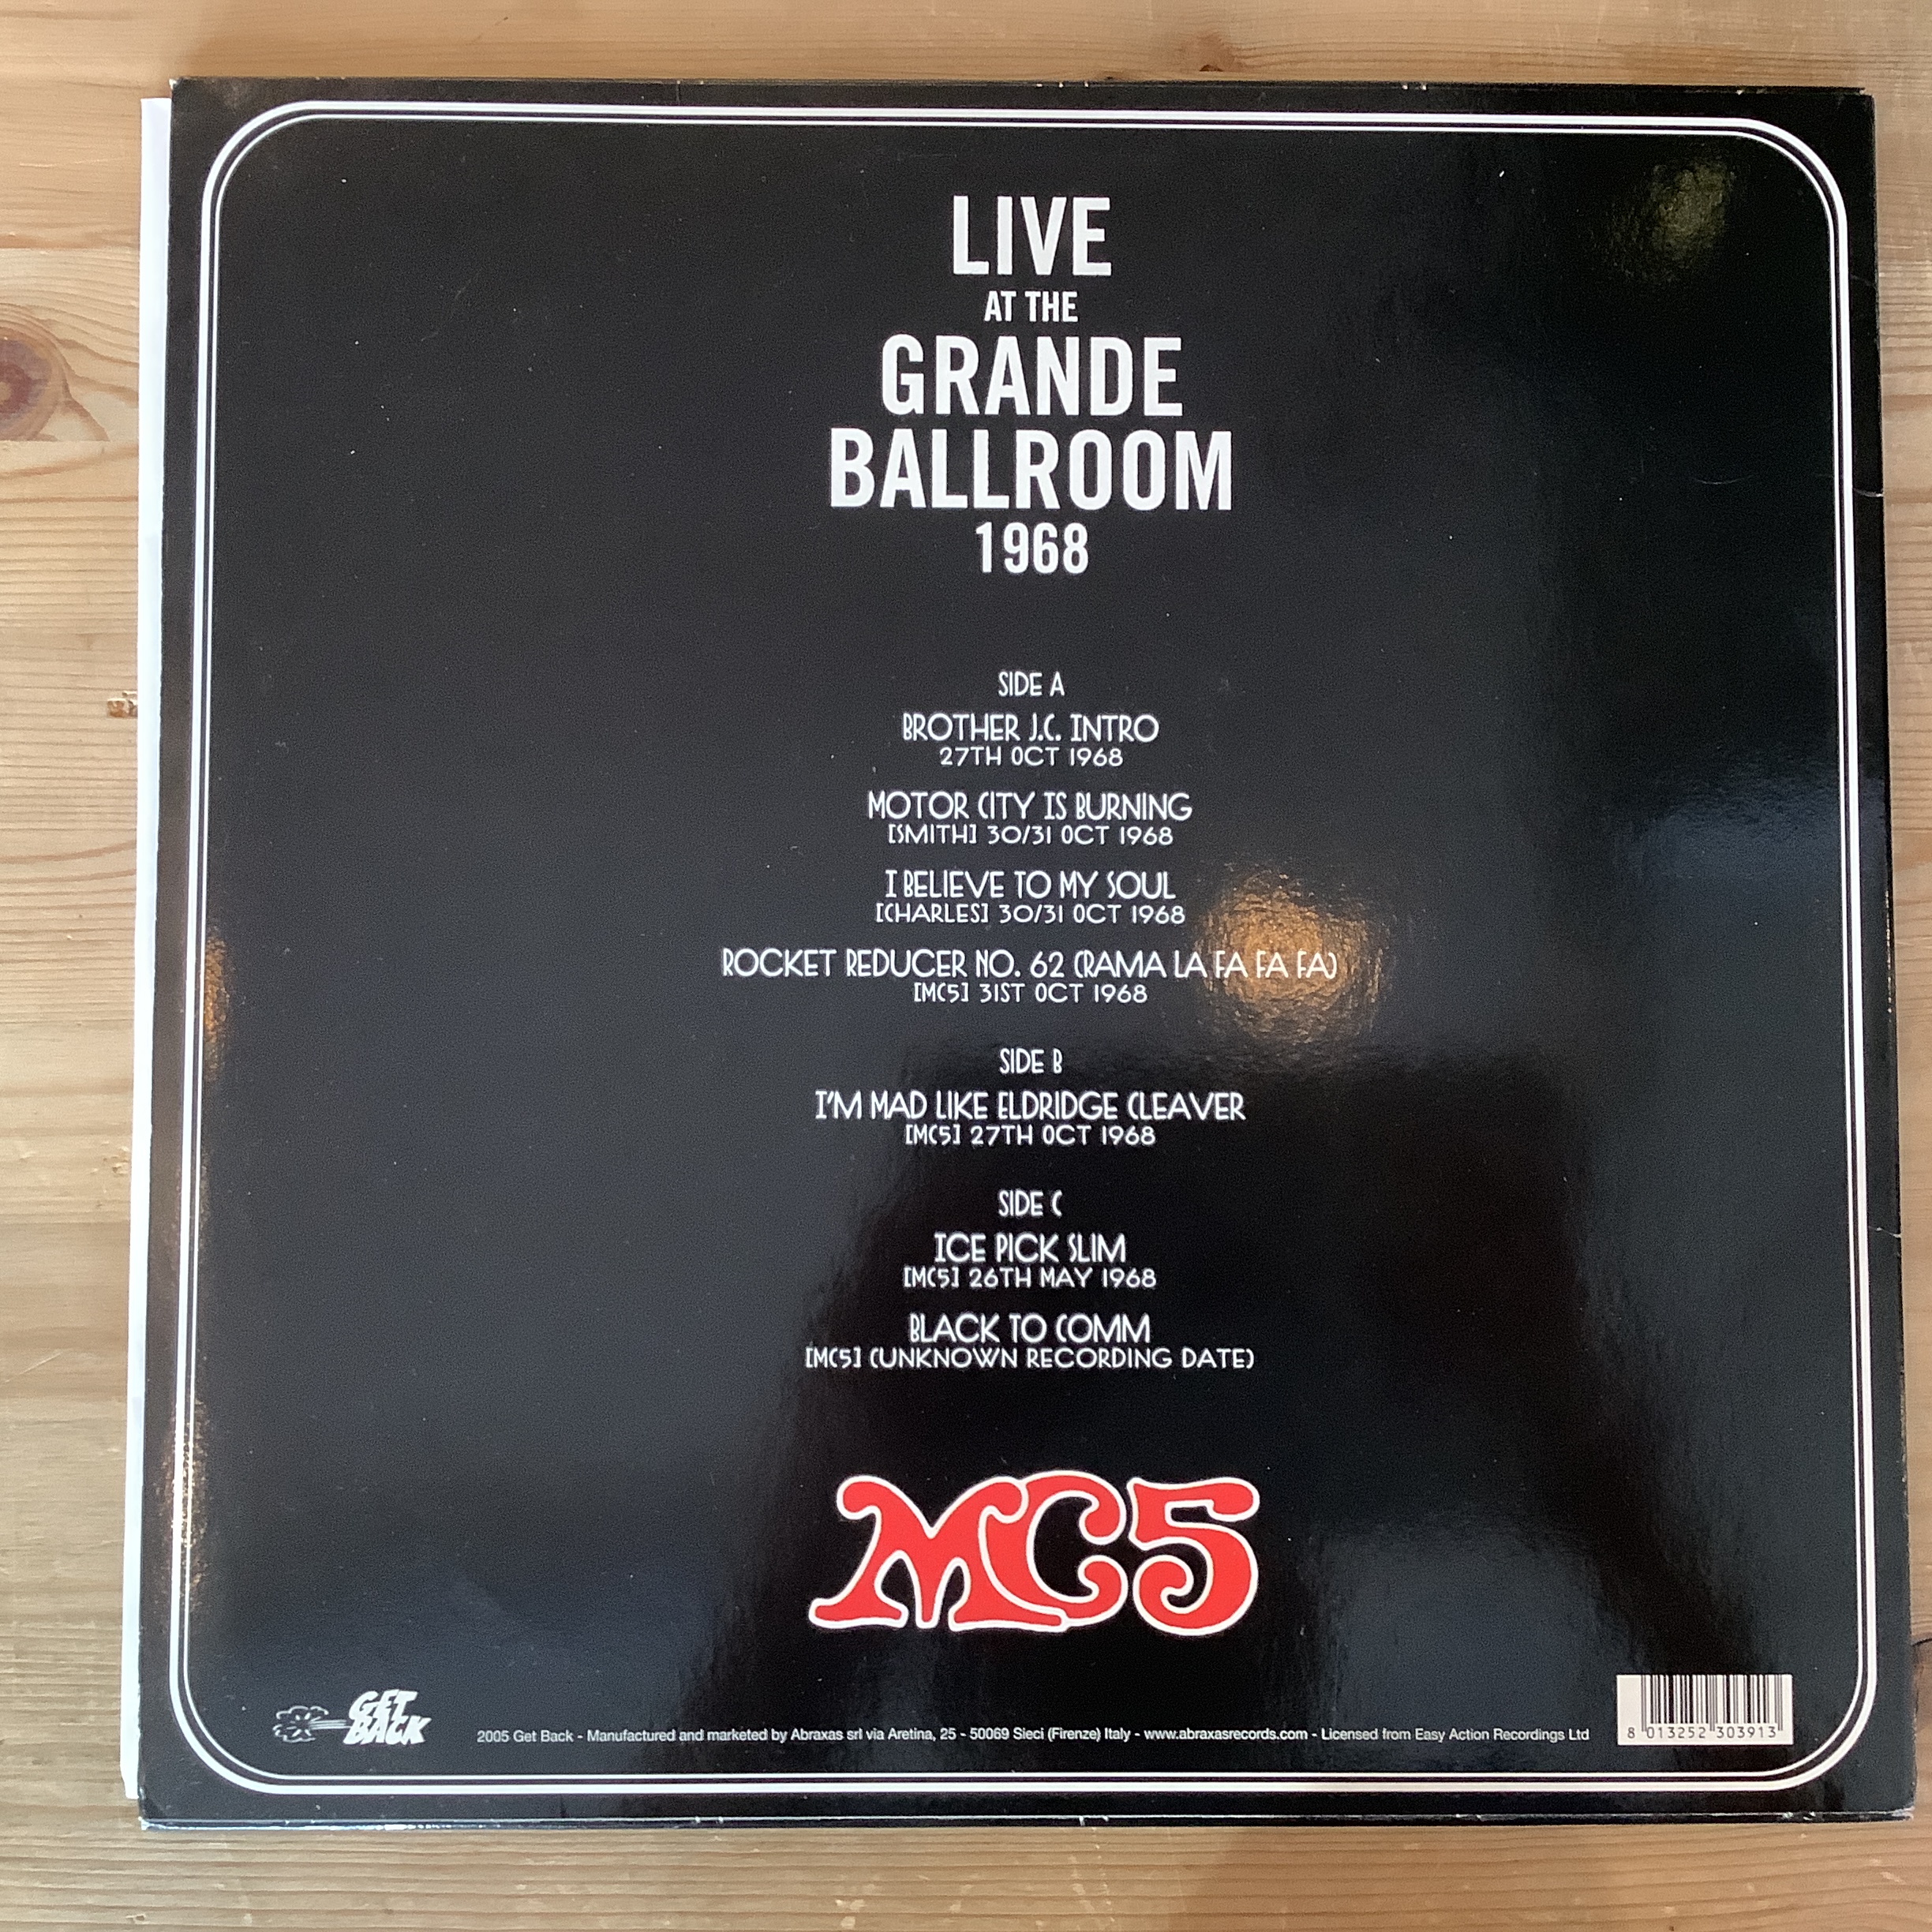 LIVE
AT THE
GRANDE
BALLROOM
1968
SIDE A
BROTHER J.C. INTRO
27TH OCT 1968
MOTOR CITY IS BURNING
[SMITH] 30/31 OCT 1968
I BELIEVE TO MY SOUL
[CHARLES] 30/31 OCT 1968
ROCKET REDUCER NO. 62 (RAMA LA FA FA FA)
[MC5] 31ST OCT 1968
SIDE B
I'M MAD LIKE ELDRIDGE CLEAVER
[MC5] 27TH OCT 1968
SIDE C
ICE PICK SLIM
[MC5] 26TH MAY 1968
BLACK TO COMM
[MC5] (UNKNOWN RECORDING DATE)
MC5
GET
BACK
2005 Get Back - Manufactured and marketed by Abraxas srl via Aretina, 25 - 50069 Sieci (Firenze) Italy - www.abraxasrecords.com - Licensed from Easy Action Recordings Ltd
8 013252 303913